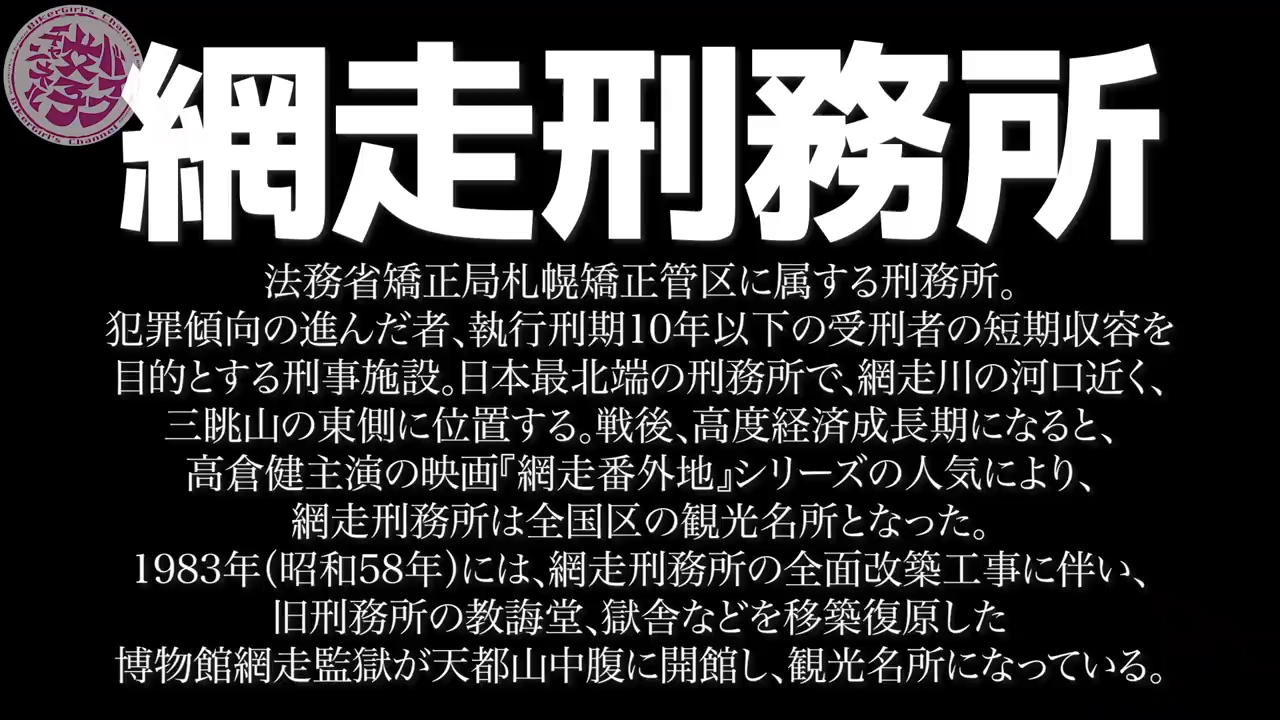 BikerGirl's Channel
網走刑務所
法務省矯正局札幌矯正管区に属する刑務所。
犯罪傾向の進んだ者、執行刑期10年以下の受刑者の短期収容を
目的とする刑事施設。日本最北端の刑務所で、網走川の河口近く、
三眺山の東側に位置する。戦後、高度経済成長期になると、
高倉健主演の映画『網走番外地』シリーズの人気により、
網走刑務所は全国区の観光名所となった。
1983年(昭和58年)には、網走刑務所の全面改築工事に伴い、
旧刑務所の教誨堂、獄舎などを移築復原した
博物館網走監獄が天都山中腹に開館し、観光名所になっている。
BikerGirl's Channel